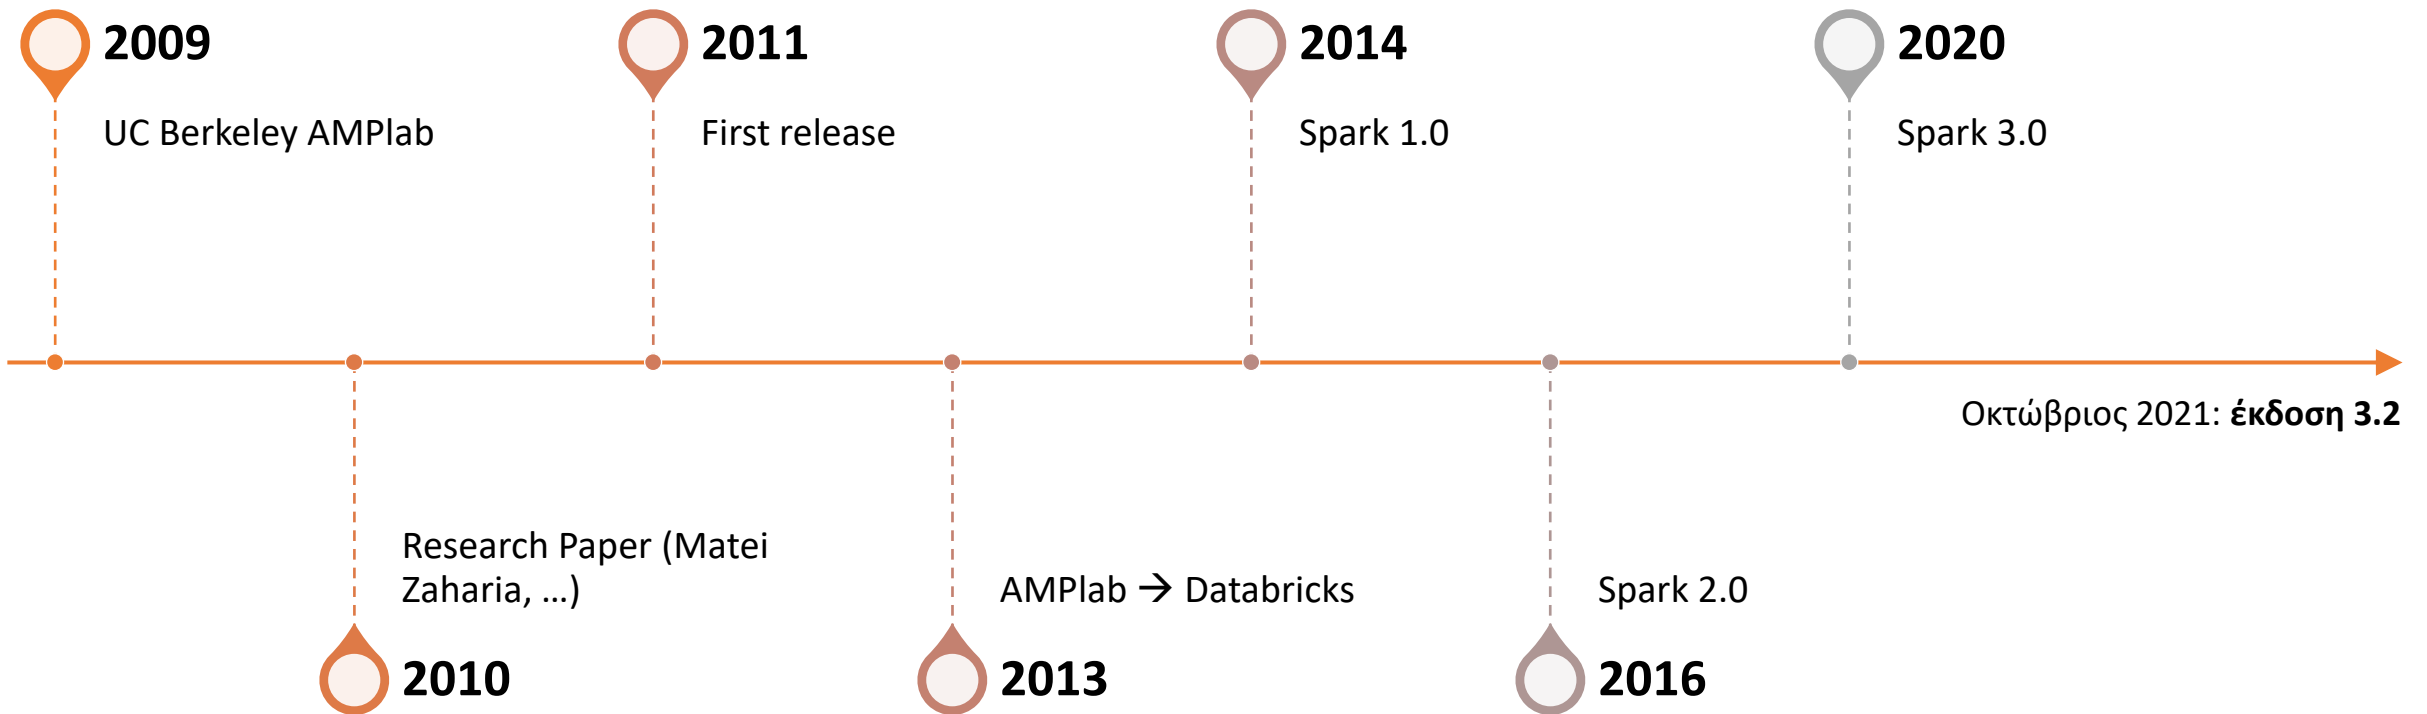 2009
UC Berkeley AMPlab
2011
First release
2014
Spark 1.0
2020
Spark 3.0
Οκτώβριος 2021: έκδοση 3.2
Research Paper (Matei
Zaharia, …)
2010
AMPlab → Databricks
2013
Spark 2.0
2016